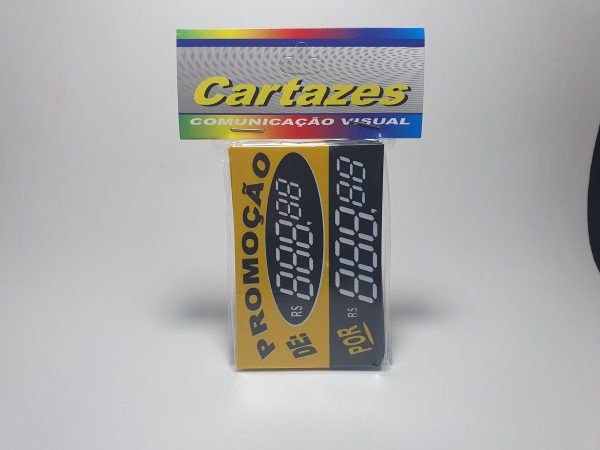 Cartazes
COMUNICAÇÃO VISUAL
PROMOÇÃO
DE: R$ 888,88
POR R$ 888,88